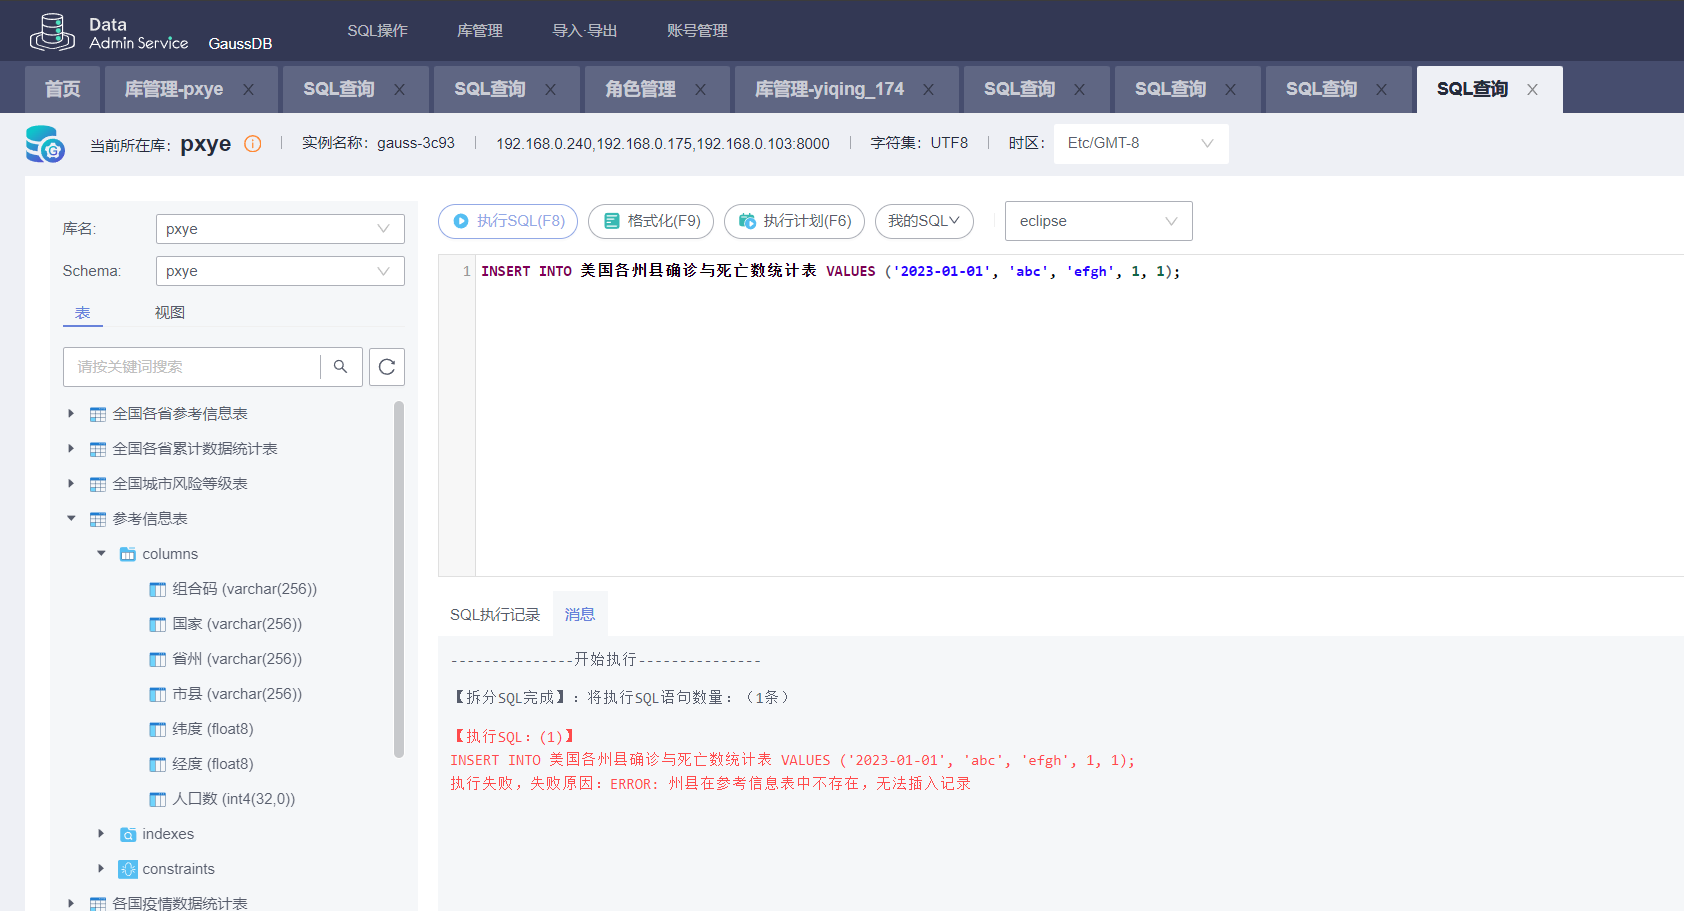 Data
Admin Service GaussDB SQL操作 库管理 导入·导出 账号管理
首页 库管理-pxye SQL查询 SQL查询 角色管理 库管理-yiqing_174 SQL查询 SQL查询 SQL查询 SQL查询
当前所在库: pxye 实例名称: gauss-3c93 192.168.0.240,192.168.0.175,192.168.0.103:8000 字符集: UTF8 时区: Etc/GMT-8
库名: pxye
Schema: pxye
表 视图
请按关键词搜索
全国各省参考信息表
全国各省累计数据统计表
全国城市风险等级表
参考信息表
columns
组合码 (varchar(256))
国家 (varchar(256))
省州 (varchar(256))
市县 (varchar(256))
纬度 (float8)
经度 (float8)
人口数 (int4(32,0))
indexes
constraints
各国疫情数据统计表
执行SQL(F8) 格式化(F9) 执行计划(F6) 我的SQL eclipse
1 INSERT INTO 美国各州县确诊与死亡数统计表 VALUES ('2023-01-01', 'abc', 'efgh', 1, 1);
SQL执行记录 消息
---------------开始执行---------------
【拆分SQL完成】：将执行SQL语句数量：（1条）
【执行SQL：(1)】
INSERT INTO 美国各州县确诊与死亡数统计表 VALUES ('2023-01-01', 'abc', 'efgh', 1, 1);
执行失败，失败原因：ERROR: 州县在参考信息表中不存在，无法插入记录